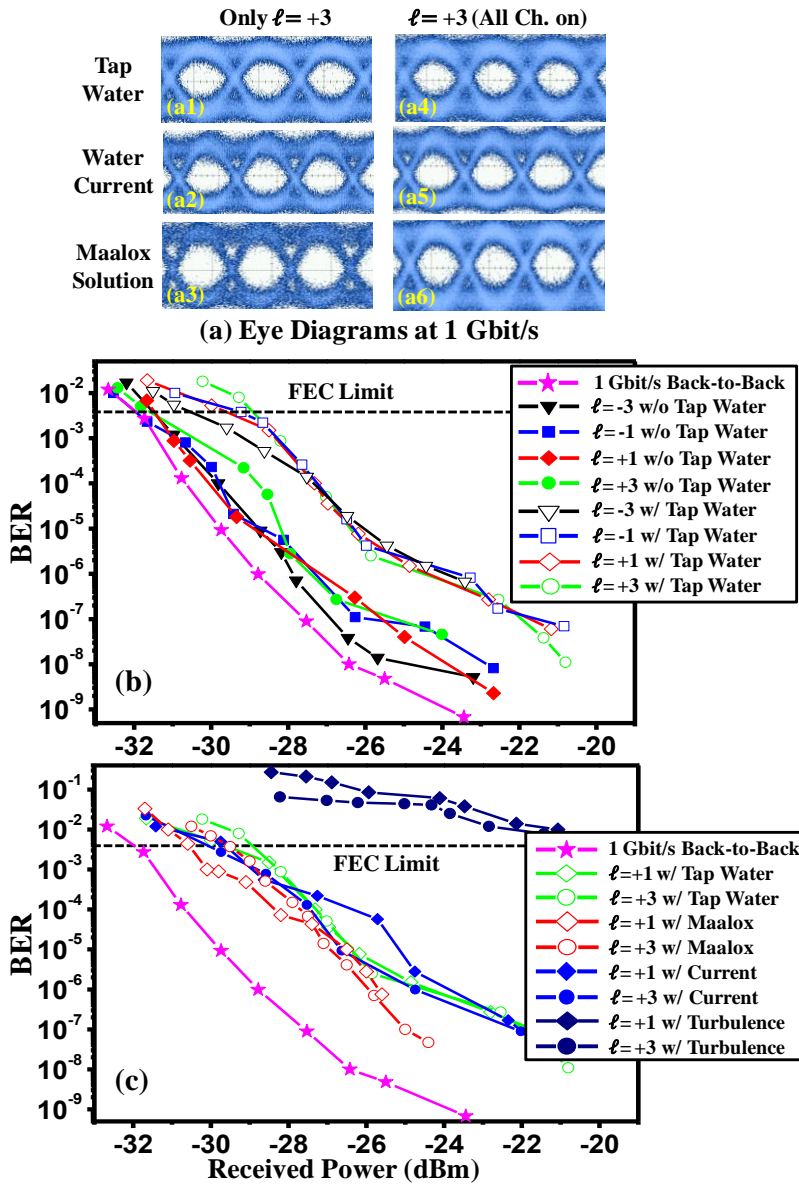 Only ℓ= +3
ℓ= +3 (All Ch. on)
Tap
Water
(a1)
(a4)
Water
Current
(a2)
(a5)
Maalox
Solution
(a3)
(a6)
(a) Eye Diagrams at 1 Gbit/s
BER
10⁻²
10⁻³
10⁻⁴
10⁻⁵
10⁻⁶
10⁻⁷
10⁻⁸
10⁻⁹
FEC Limit
1 Gbit/s Back-to-Back
ℓ=-3 w/o Tap Water
ℓ=-1 w/o Tap Water
ℓ=+1 w/o Tap Water
ℓ=+3 w/o Tap Water
ℓ=-3 w/ Tap Water
ℓ=-1 w/ Tap Water
ℓ=+1 w/ Tap Water
ℓ=+3 w/ Tap Water
(b)
-32 -30 -28 -26 -24 -22 -20
BER
10⁻¹
10⁻²
10⁻³
10⁻⁴
10⁻⁵
10⁻⁶
10⁻⁷
10⁻⁸
10⁻⁹
FEC Limit
1 Gbit/s Back-to-Back
ℓ=+1 w/ Tap Water
ℓ=+3 w/ Tap Water
ℓ=+1 w/ Maalox
ℓ=+3 w/ Maalox
ℓ=+1 w/ Current
ℓ=+3 w/ Current
ℓ=+1 w/ Turbulence
ℓ=+3 w/ Turbulence
(c)
-32 -30 -28 -26 -24 -22 -20
Received Power (dBm)